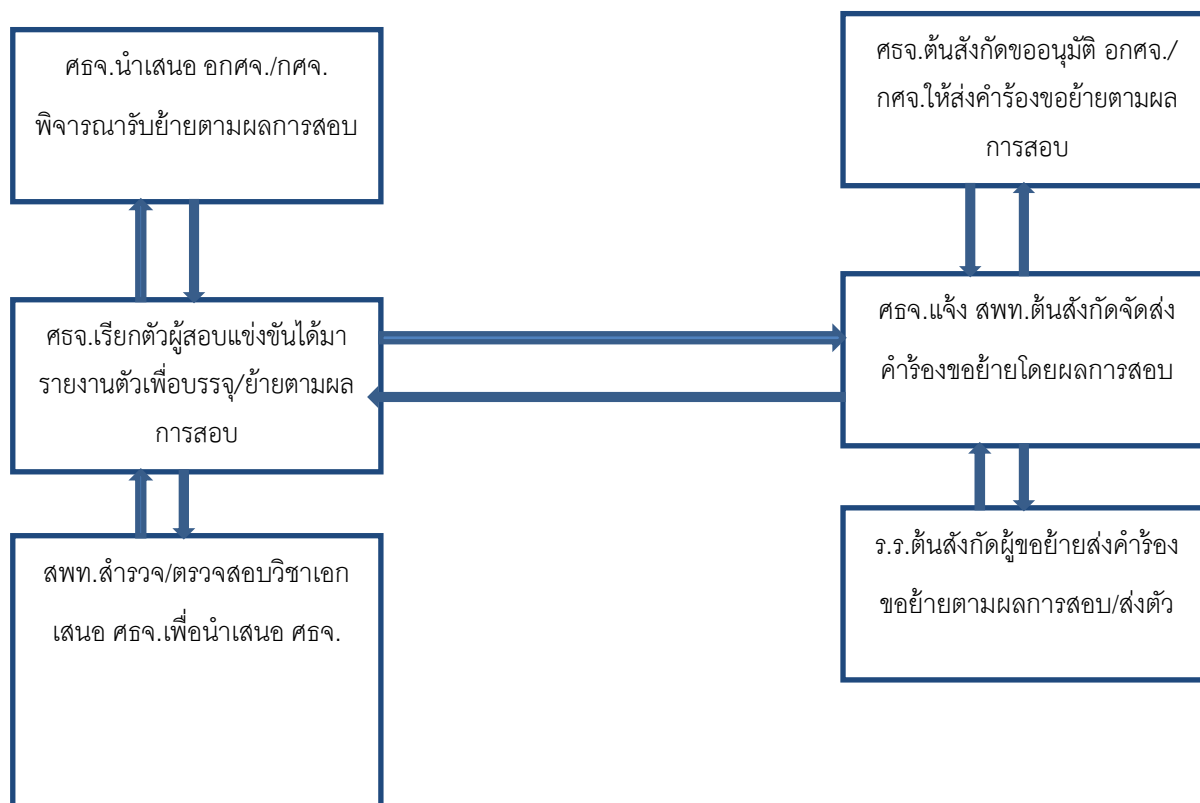 ศธจ.นำเสนอ อกศจ./กศจ.
พิจารณารับย้ายตามผลการสอบ
ศธจ.ต้นสังกัดขออนุมัติ อกศจ./
กศจ.ให้ส่งคำร้องขอย้ายตามผล
การสอบ
ศธจ.เรียกตัวผู้สอบแข่งขันได้มา
รายงานตัวเพื่อบรรจุ/ย้ายตามผล
การสอบ
ศธจ.แจ้ง สพท.ต้นสังกัดจัดส่ง
คำร้องขอย้ายโดยผลการสอบ
สพท.สำรวจ/ตรวจสอบวิชาเอก
เสนอ ศธจ.เพื่อนำเสนอ ศธจ.
ร.ร.ต้นสังกัดผู้ขอย้ายส่งคำร้อง
ขอย้ายตามผลการสอบ/ส่งตัว